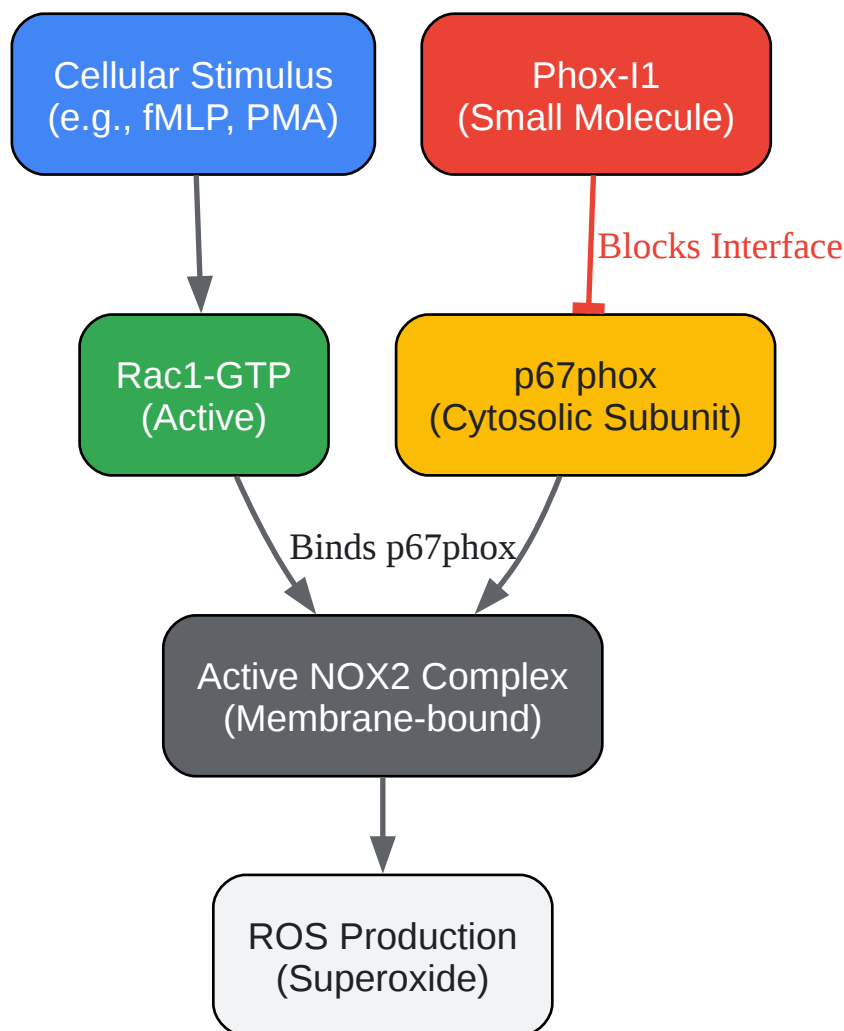 Cellular Stimulus
(e.g., fMLP, PMA)
Phox-I1
(Small Molecule)
Blocks Interface
Rac1-GTP
(Active)
p67phox
(Cytosolic Subunit)
Binds p67phox
Active NOX2 Complex
(Membrane-bound)
ROS Production
(Superoxide)